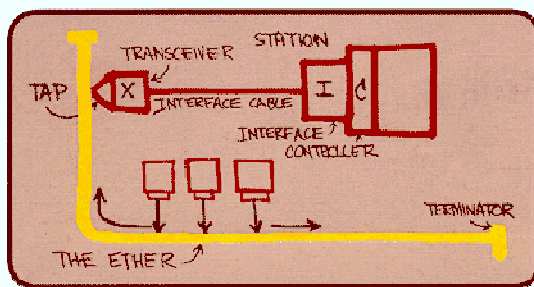 STATION
TRANSCEIVER
TAP
X
I
C
INTERFACE CABLE
INTERFACE
CONTROLLER
TERMINATOR
THE ETHER